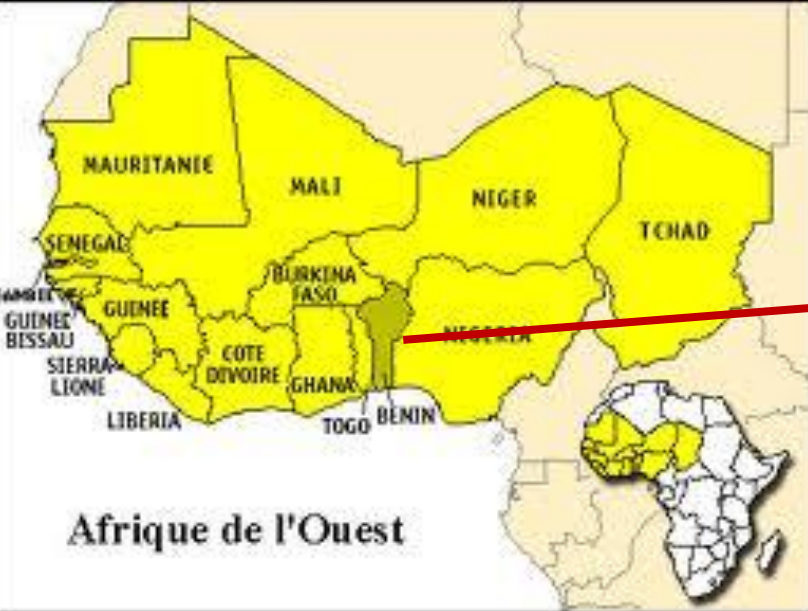 MAURITANIE
MALI
NIGER
TCHAD
SENEGAL
BURKINA
FASO
GUINEE
GUINEE
BISSAU
NEGERIA
SIERRA
LIONE
COTE
DIVOIRE
GHANA
LIBERIA
TOGO
BENIN
Afrique de l'Ouest